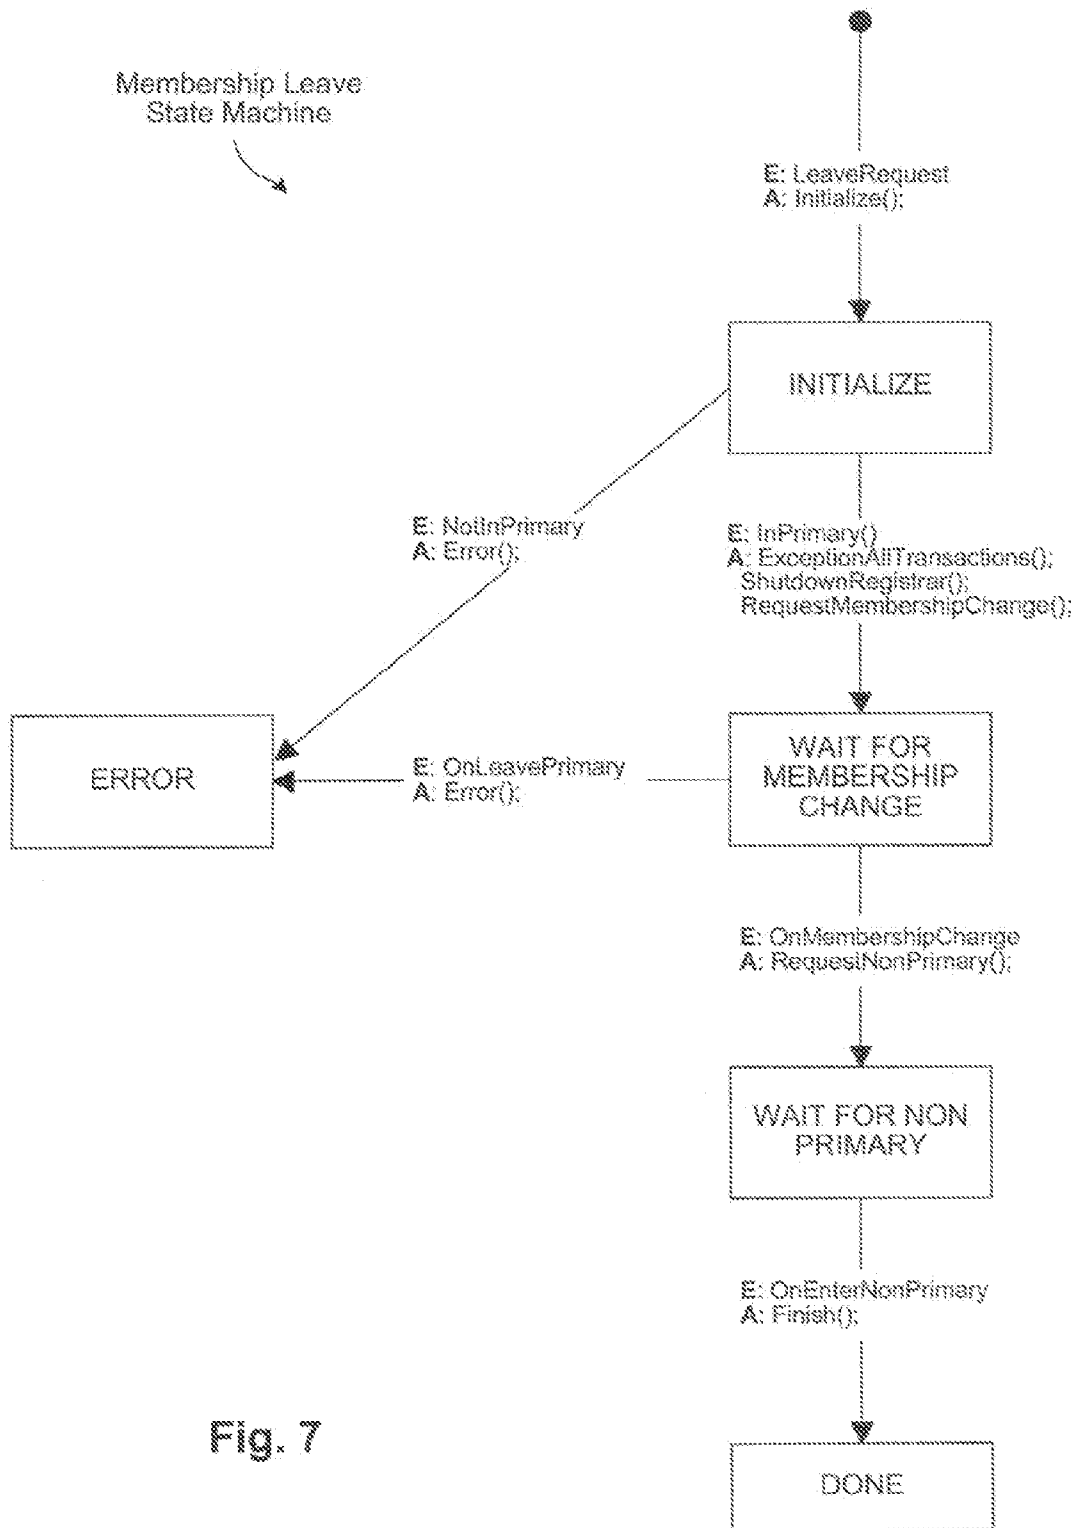 Membership Leave
State Machine
E: LeaveRequest
A: Initialize();
INITIALIZE
E: NotInPrimary
A: Error();
E: InPrimary()
A: ExceptionAllTransactions();
ShutdownRegistrar();
RequestMembershipChange();
ERROR
E: OnLeavePrimary
A: Error();
WAIT FOR
MEMBERSHIP
CHANGE
E: OnMembershipChange
A: RequestNonPrimary();
WAIT FOR NON
PRIMARY
E: OnEnterNonPrimary
A: Finish();
Fig. 7
DONE